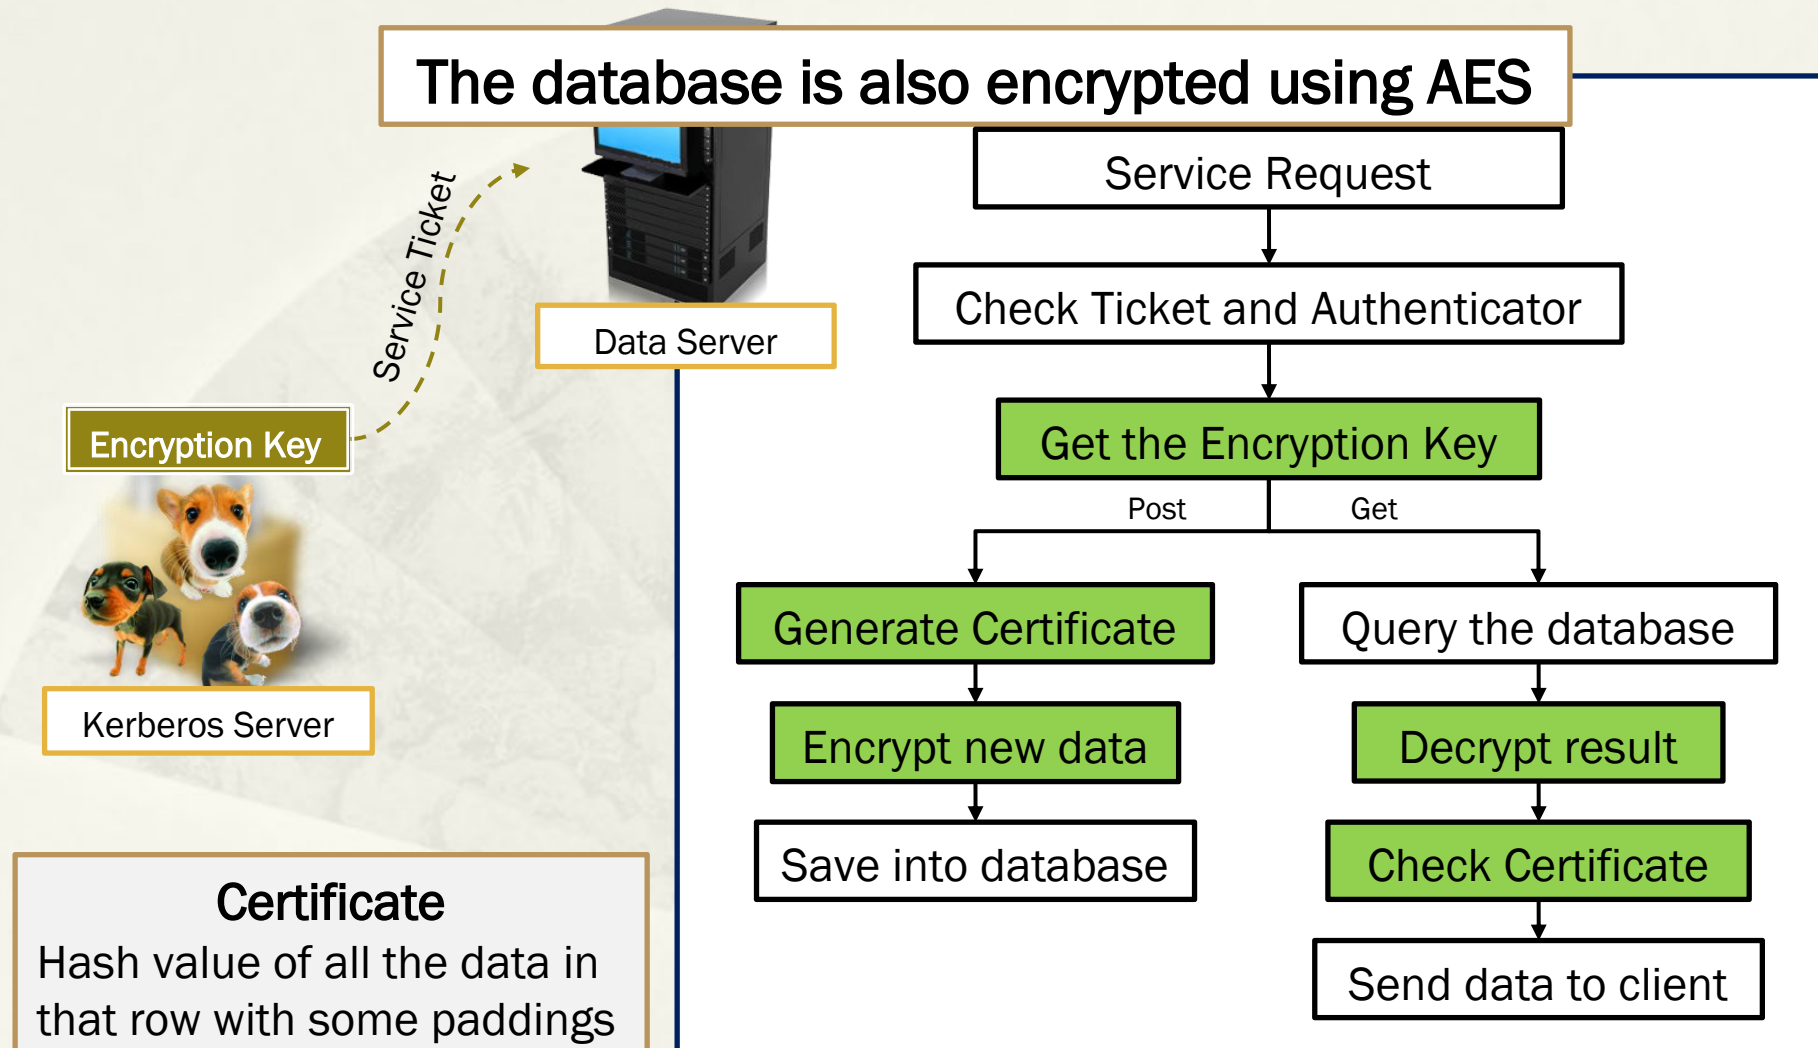 The database is also encrypted using AES
Service Ticket
Data Server
Encryption Key
Kerberos Server
Certificate
Hash value of all the data in
that row with some paddings
Service Request
Check Ticket and Authenticator
Get the Encryption Key
Post
Get
Generate Certificate
Encrypt new data
Save into database
Query the database
Decrypt result
Check Certificate
Send data to client